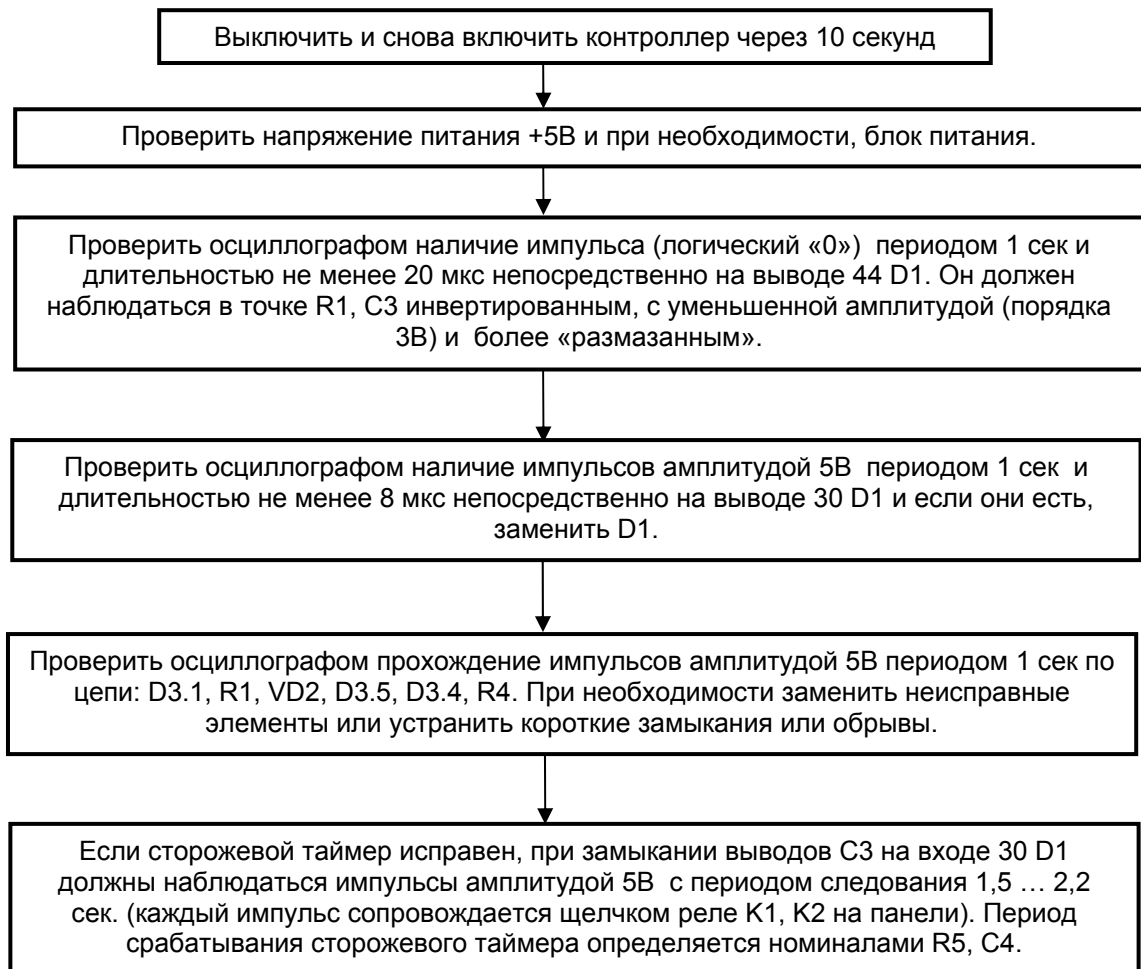 Выключить и снова включить контроллер через 10 секунд
Проверить напряжение питания +5В и при необходимости, блок питания.
Проверить осциллографом наличие импульса (логический «0») периодом 1 сек и
длительностью не менее 20 мкс непосредственно на выводе 44 D1. Он должен
наблюдаться в точке R1, C3 инвертированным, с уменьшенной амплитудой (порядка
3В) и более «размазанным».
Проверить осциллографом наличие импульсов амплитудой 5В периодом 1 сек и
длительностью не менее 8 мкс непосредственно на выводе 30 D1 и если они есть,
заменить D1.
Проверить осциллографом прохождение импульсов амплитудой 5В периодом 1 сек по
цепи: D3.1, R1, VD2, D3.5, D3.4, R4. При необходимости заменить неисправные
элементы или устранить короткие замыкания или обрывы.
Если сторожевой таймер исправен, при замыкании выводов C3 на входе 30 D1
должны наблюдаться импульсы амплитудой 5В с периодом следования 1,5 … 2,2
сек. (каждый импульс сопровождается щелчком реле K1, K2 на панели). Период
срабатывания сторожевого таймера определяется номиналами R5, C4.